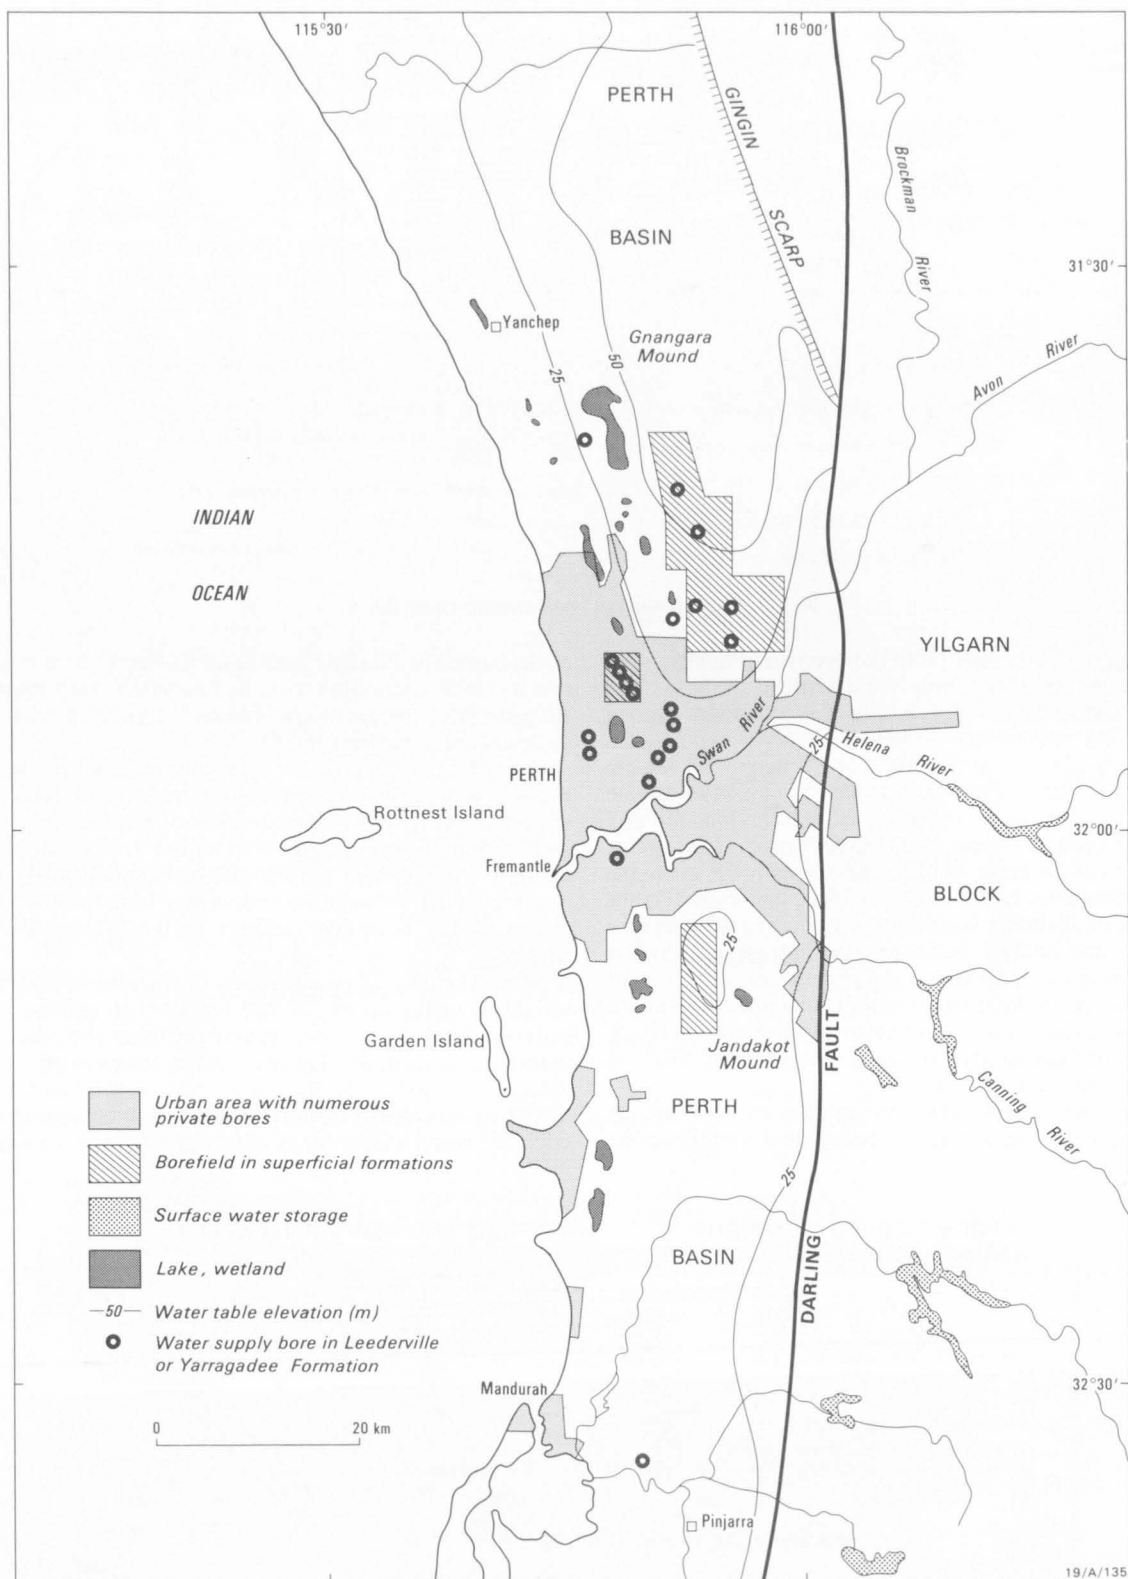 115°30'
116°00'
PERTH
GINGIN
SCARP
Brockman
River
BASIN
31°30'
Yanchep
Gnangara
Mound
50
25
Avon
River
INDIAN
OCEAN
YILGARN
Swan
River
PERTH
25
Helena
River
Rottnest Island
32°00'
Fremantle
BLOCK
25
Garden Island
Jandakot
Mound
FAULT
Canning
River
PERTH
Urban area with numerous
private bores
Borefield in superficial formations
Surface water storage
Lake, wetland
—50— Water table elevation (m)
Water supply bore in Leederville
or Yarragadee Formation
25
BASIN
DARLING
Mandurah
32°30'
0 20 km
Pinjarra
19/A/135